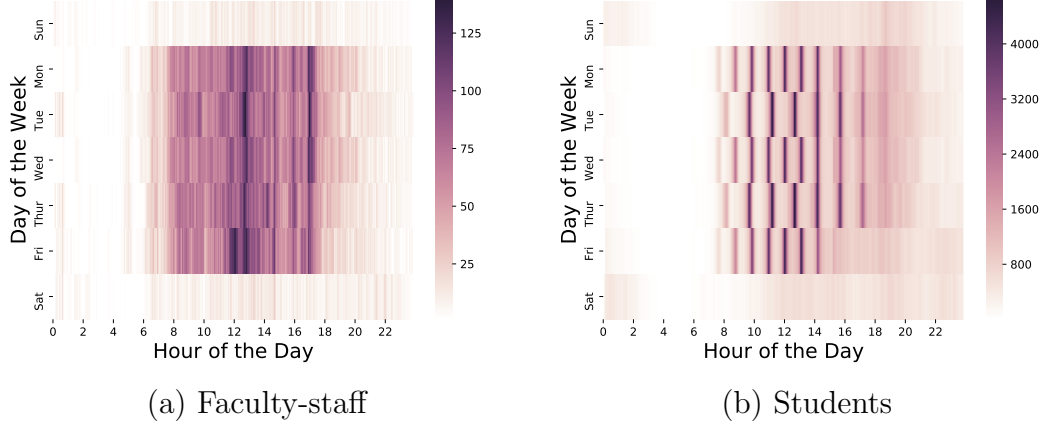 Day of the Week
Sun
Mon
Tue
Wed
Thur
Fri
Sat
0 2 4 6 8 10 12 14 16 18 20 22
Hour of the Day
125
100
75
50
25
(a) Faculty-staff
Day of the Week
Sun
Mon
Tue
Wed
Thur
Fri
Sat
0 2 4 6 8 10 12 14 16 18 20 22
Hour of the Day
4000
3200
2400
1600
800
(b) Students